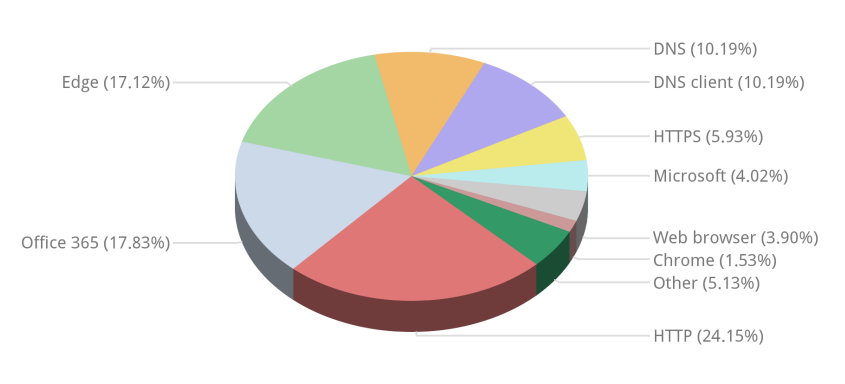 DNS (10.19%)
Edge (17.12%)
DNS client (10.19%)
HTTPS (5.93%)
Microsoft (4.02%)
Office 365 (17.83%)
Web browser (3.90%)
Chrome (1.53%)
Other (5.13%)
HTTP (24.15%)